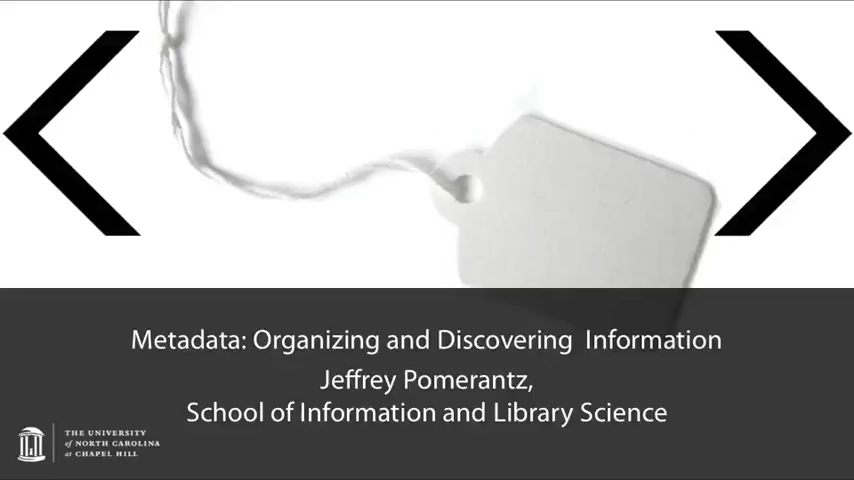 Metadata: Organizing and Discovering Information
Jeffrey Pomerantz,
School of Information and Library Science
THE UNIVERSITY
of NORTH CAROLINA
at CHAPEL HILL